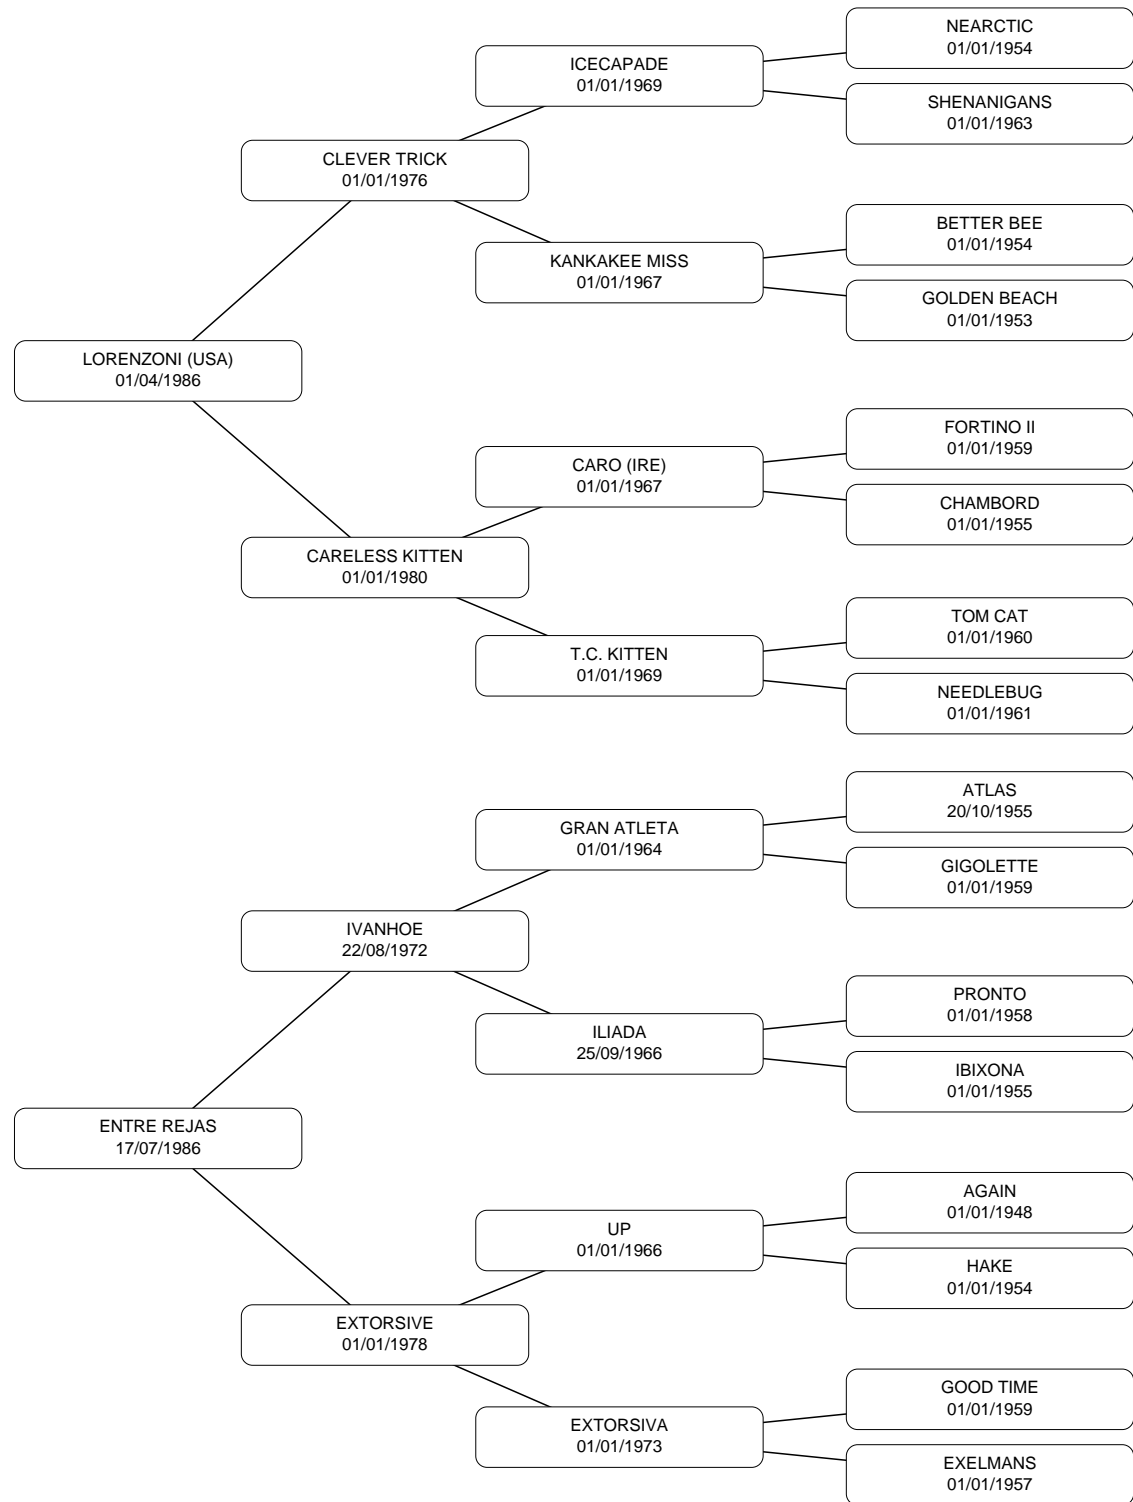 NEARCTIC
01/01/1954
ICECAPADE
01/01/1969
SHENANIGANS
01/01/1963
CLEVER TRICK
01/01/1976
BETTER BEE
01/01/1954
KANKAKEE MISS
01/01/1967
GOLDEN BEACH
01/01/1953
LORENZONI (USA)
01/04/1986
FORTINO II
01/01/1959
CARO (IRE)
01/01/1967
CHAMBORD
01/01/1955
CARELESS KITTEN
01/01/1980
TOM CAT
01/01/1960
T.C. KITTEN
01/01/1969
NEEDLEBUG
01/01/1961
ATLAS
20/10/1955
GRAN ATLETA
01/01/1964
GIGOLETTE
01/01/1959
IVANHOE
22/08/1972
PRONTO
01/01/1958
ILIADA
25/09/1966
IBIXONA
01/01/1955
ENTRE REJAS
17/07/1986
AGAIN
01/01/1948
UP
01/01/1966
HAKE
01/01/1954
EXTORSIVE
01/01/1978
GOOD TIME
01/01/1959
EXTORSIVA
01/01/1973
EXELMANS
01/01/1957